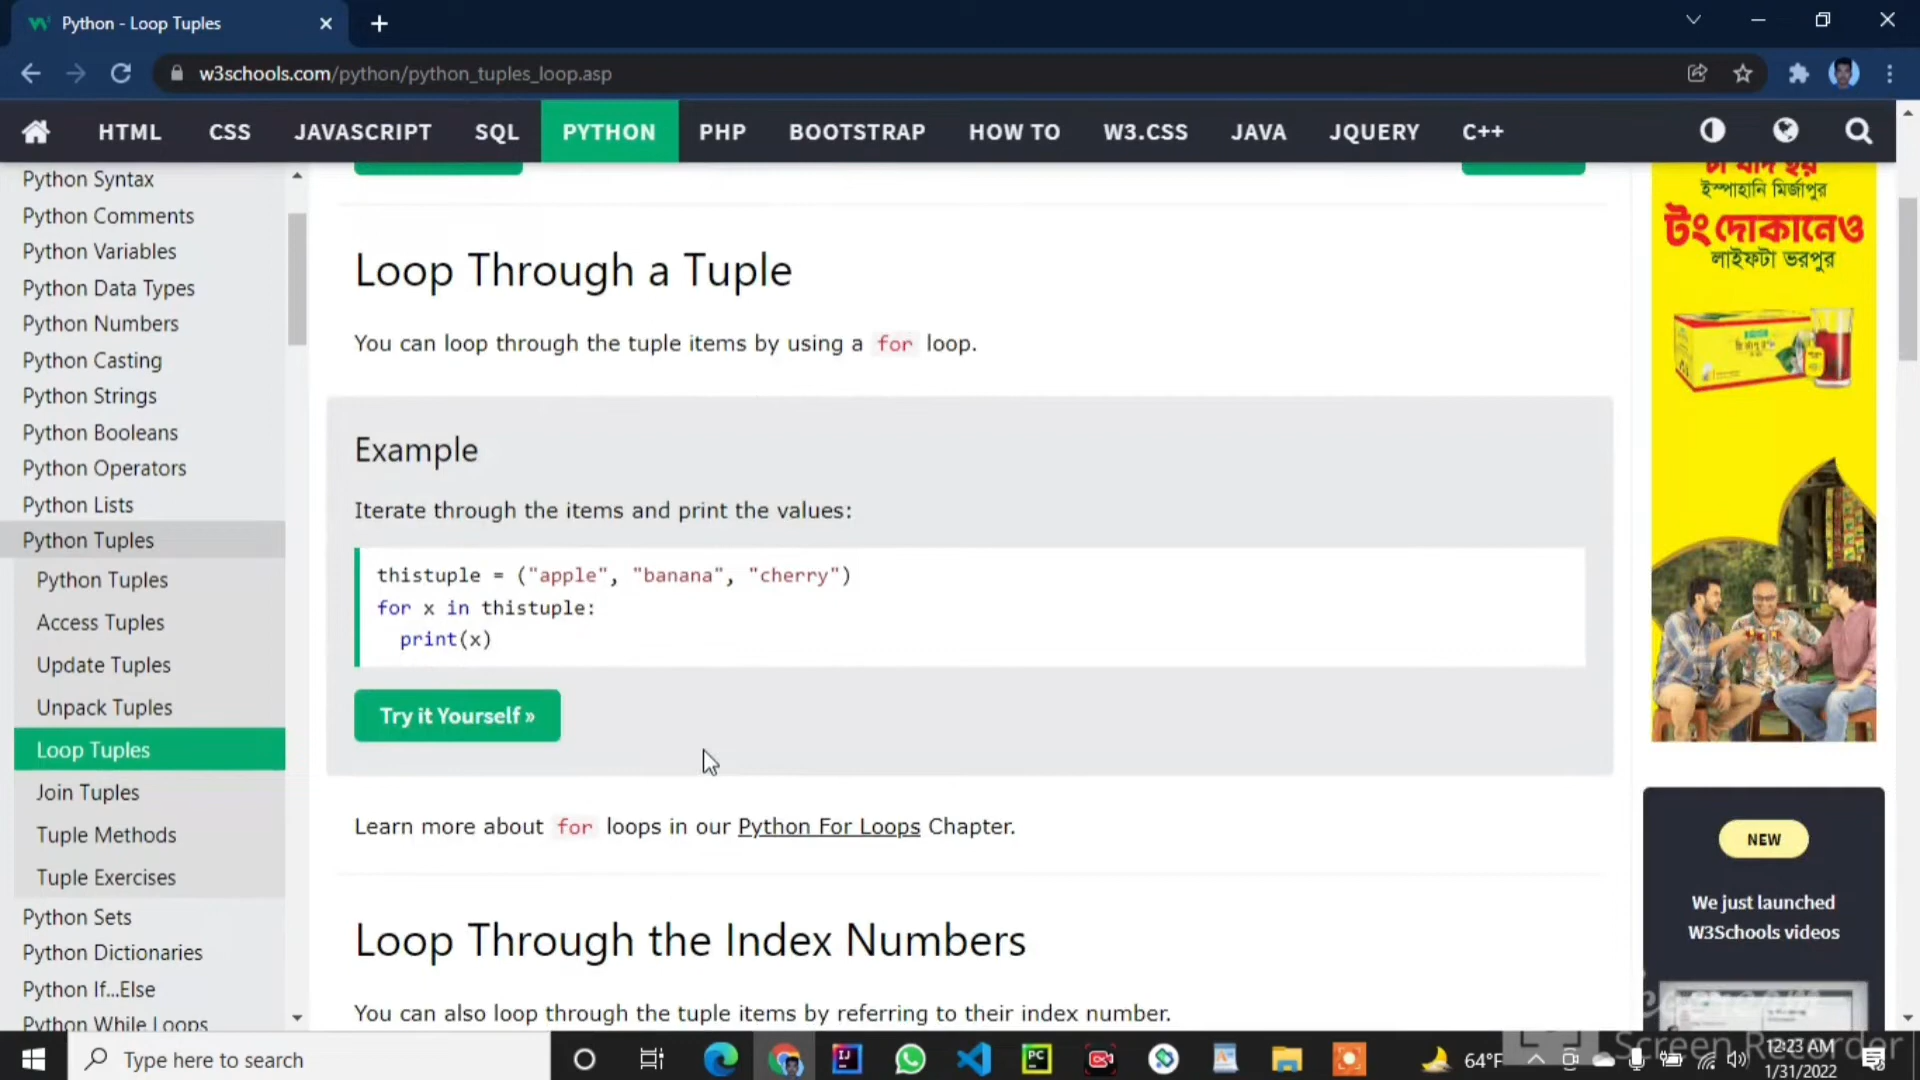 Python - Loop Tuples
w3schools.com/python/python_tuples_loop.asp
HTML CSS JAVASCRIPT SQL PYTHON PHP BOOTSTRAP HOW TO W3.CSS JAVA JQUERY C++
Python Syntax
Python Comments
Python Variables
Python Data Types
Python Numbers
Python Casting
Python Strings
Python Booleans
Python Operators
Python Lists
Python Tuples
Python Tuples
Access Tuples
Update Tuples
Unpack Tuples
Loop Tuples
Join Tuples
Tuple Methods
Tuple Exercises
Python Sets
Python Dictionaries
Python If...Else
Python While Loops
Loop Through a Tuple
You can loop through the tuple items by using a for loop.
Example
Iterate through the items and print the values:
thistuple = ("apple", "banana", "cherry")
for x in thistuple:
print(x)
Try it Yourself »
Learn more about for loops in our Python For Loops Chapter.
Loop Through the Index Numbers
You can also loop through the tuple items by referring to their index number.
ইস্পাহানি মির্জাপুর
টং দোকানেও
লাইফটা ভরপুর
NEW
We just launched
W3Schools videos
Screen Recorder
Type here to search
64°F
12:23 AM
1/31/2022